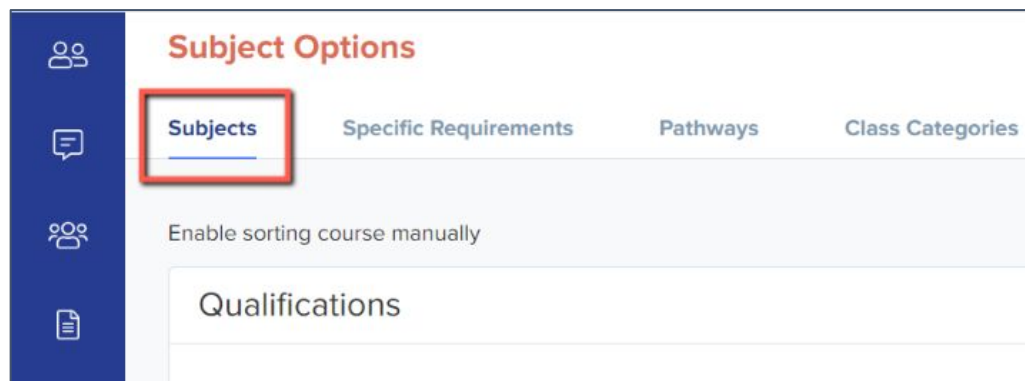 Subject Options
Subjects Specific Requirements Pathways Class Categories
Enable sorting course manually
Qualifications